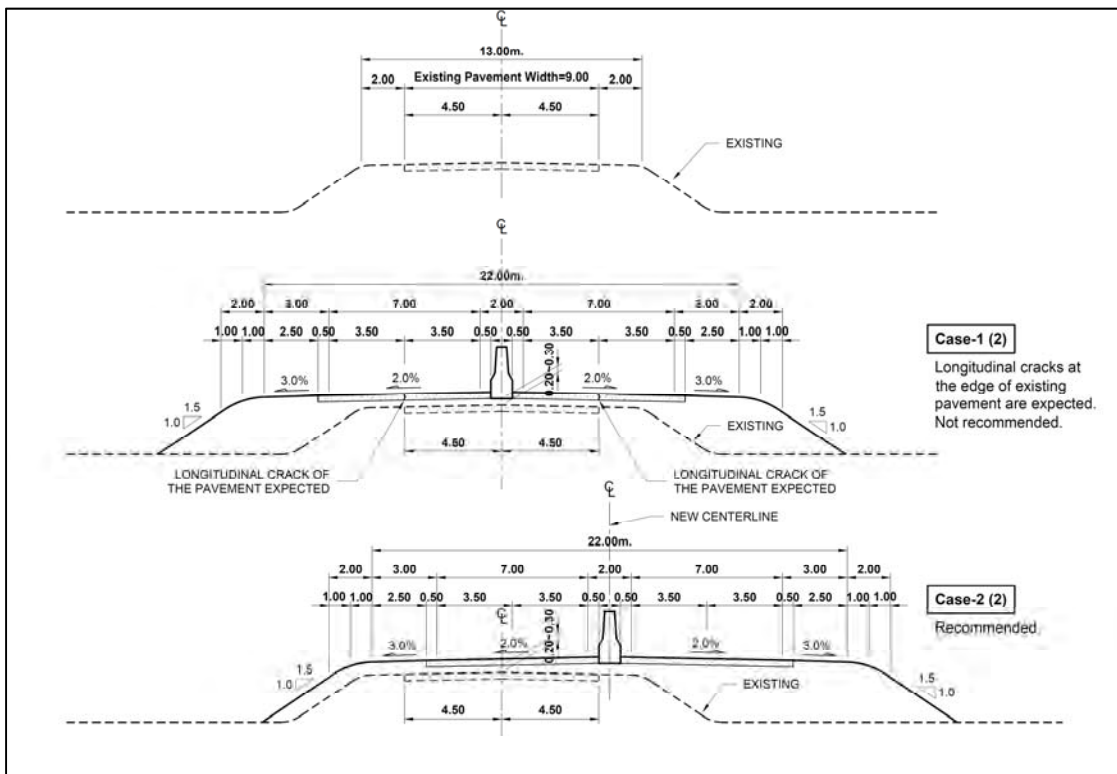 ℄
13.00m.
2.00 Existing Pavement Width=9.00 2.00
4.50 4.50
EXISTING
℄
22.00m.
2.00 3.00 7.00 2.00 7.00 3.00 2.00
1.00 1.00 2.50 0.50 3.50 3.50 0.50 0.50 3.50 3.50 0.50 2.50 1.00 1.00
0.20~0.30
3.0% 2.0% 2.0% 3.0%
1.5
1.0
1.5
1.0
EXISTING
4.50 4.50
LONGITUDINAL CRACK OF
THE PAVEMENT EXPECTED
LONGITUDINAL CRACK OF
THE PAVEMENT EXPECTED
Case-1 (2)
Longitudinal cracks at
the edge of existing
pavement are expected.
Not recommended.
℄
NEW CENTERLINE
22.00m.
2.00 3.00 7.00 2.00 7.00 3.00 2.00
1.00 1.00 2.50 0.50 3.50 3.50 0.50 0.50 3.50 3.50 0.50 2.50 1.00 1.00
℄
0.20~0.30
3.0% 2.0% 2.0% 3.0%
1.5
1.0
1.5
1.0
EXISTING
4.50 4.50
Case-2 (2)
Recommended